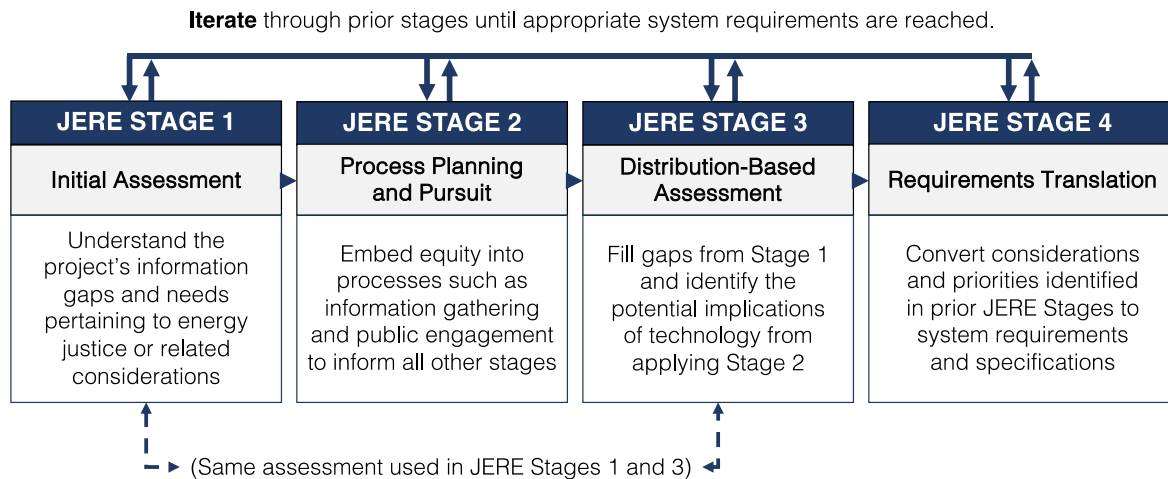 Iterate through prior stages until appropriate system requirements are reached.
JERE STAGE 1
Initial Assessment
Understand the
project's information
gaps and needs
pertaining to energy
justice or related
considerations
JERE STAGE 2
Process Planning
and Pursuit
Embed equity into
processes such as
information gathering
and public engagement
to inform all other stages
JERE STAGE 3
Distribution-Based
Assessment
Fill gaps from Stage 1
and identify the
potential implications
of technology from
applying Stage 2
JERE STAGE 4
Requirements Translation
Convert considerations
and priorities identified
in prior JERE Stages to
system requirements
and specifications
(Same assessment used in JERE Stages 1 and 3)